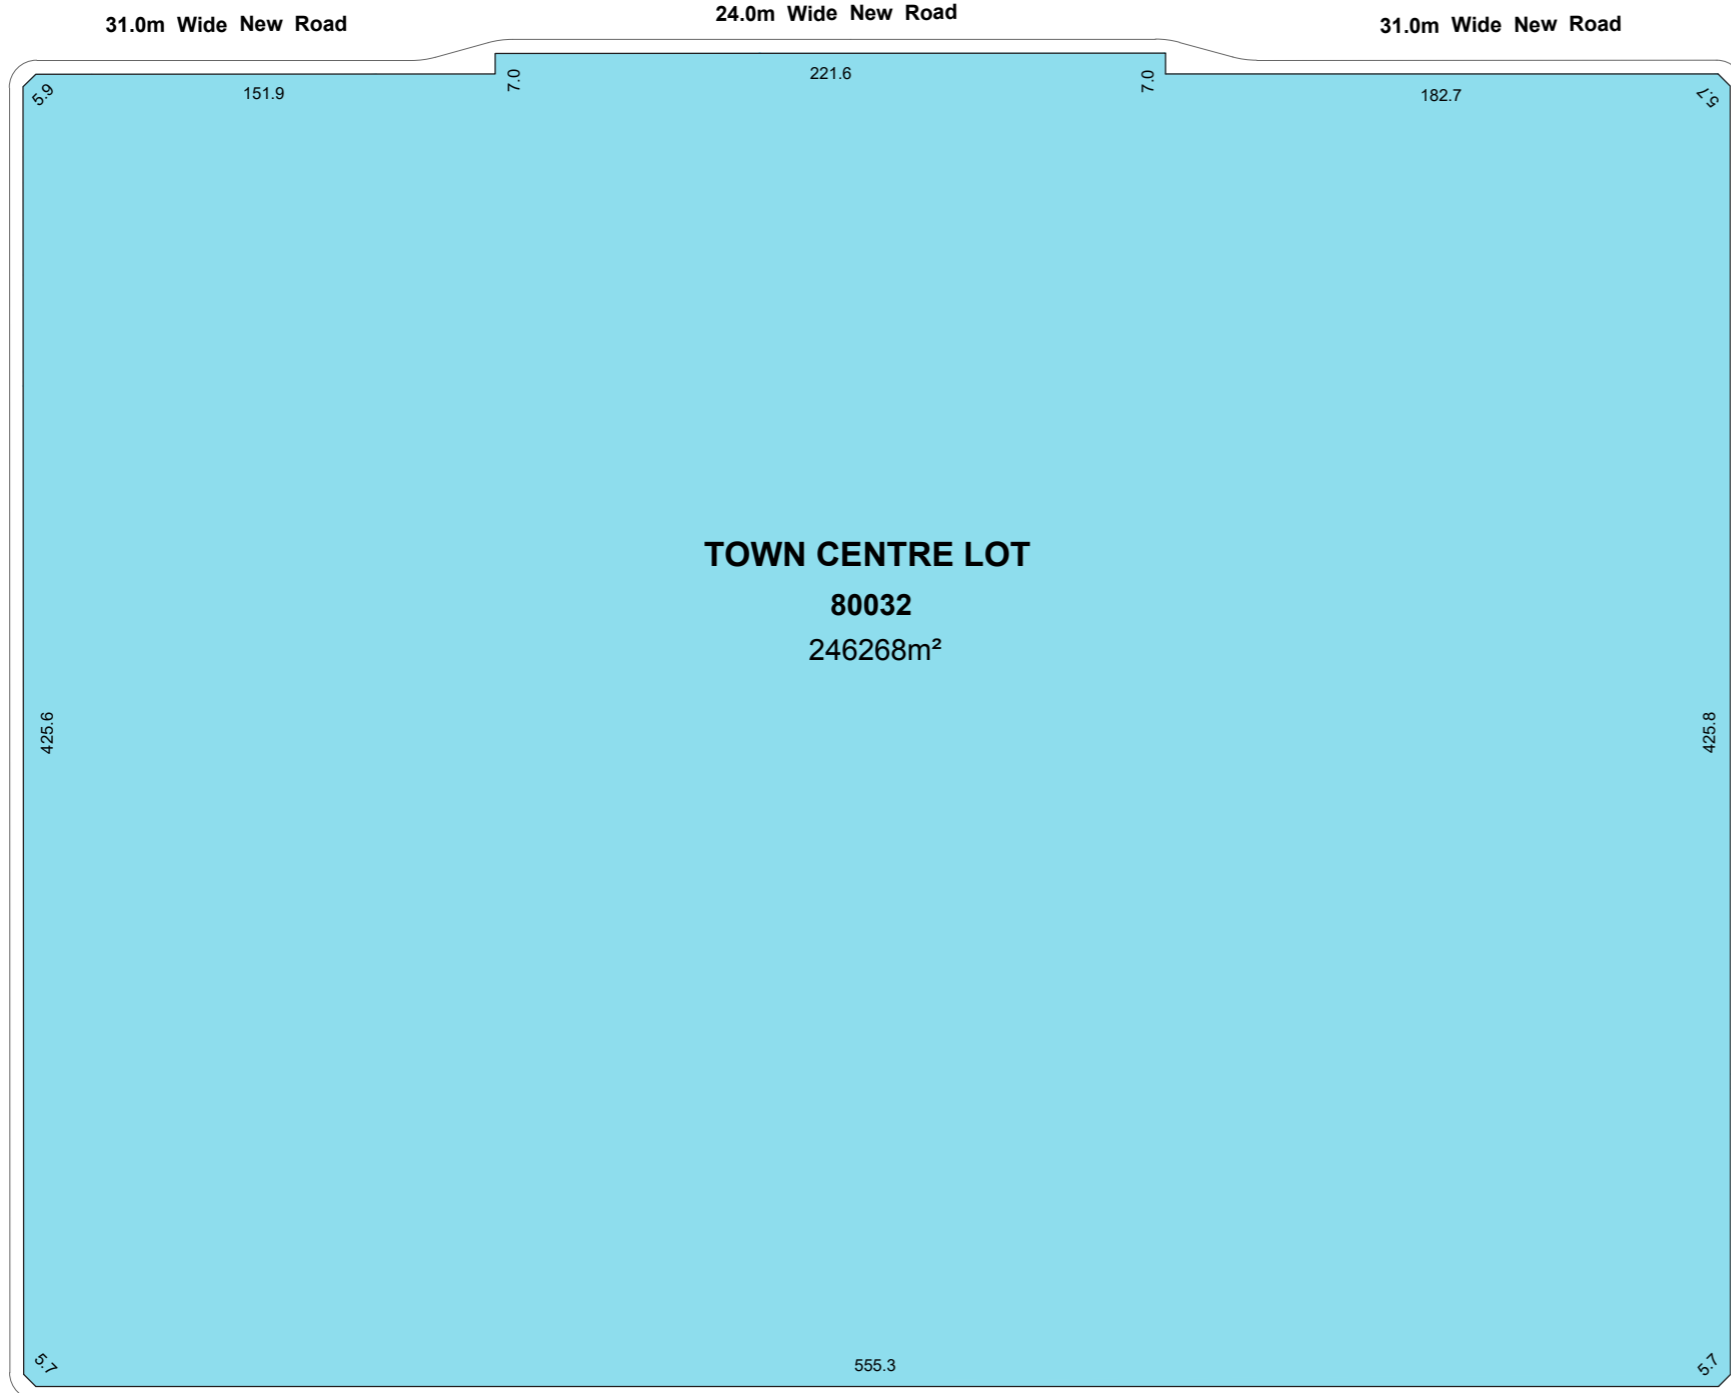 31.0m Wide New Road
24.0m Wide New Road
31.0m Wide New Road
5.9
151.9
7.0
221.6
7.0
182.7
5.7
TOWN CENTRE LOT
80032
246268m²
425.6
425.8
5.7
555.3
5.7